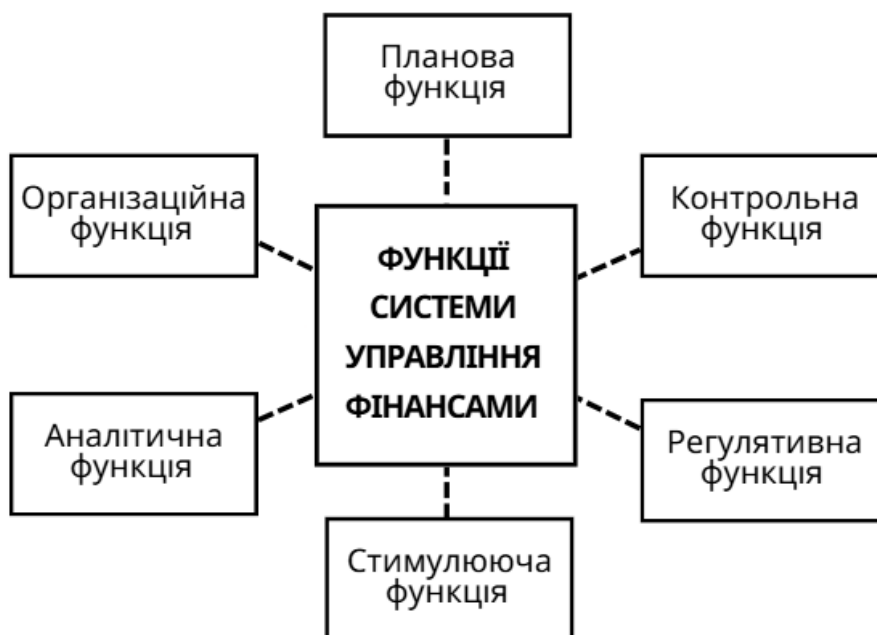 Планова
функція
Організаційна
функція
Контрольна
функція
ФУНКЦІЇ
СИСТЕМИ
УПРАВЛІННЯ
ФІНАНСАМИ
Аналітична
функція
Регулятивна
функція
Стимулююча
функція